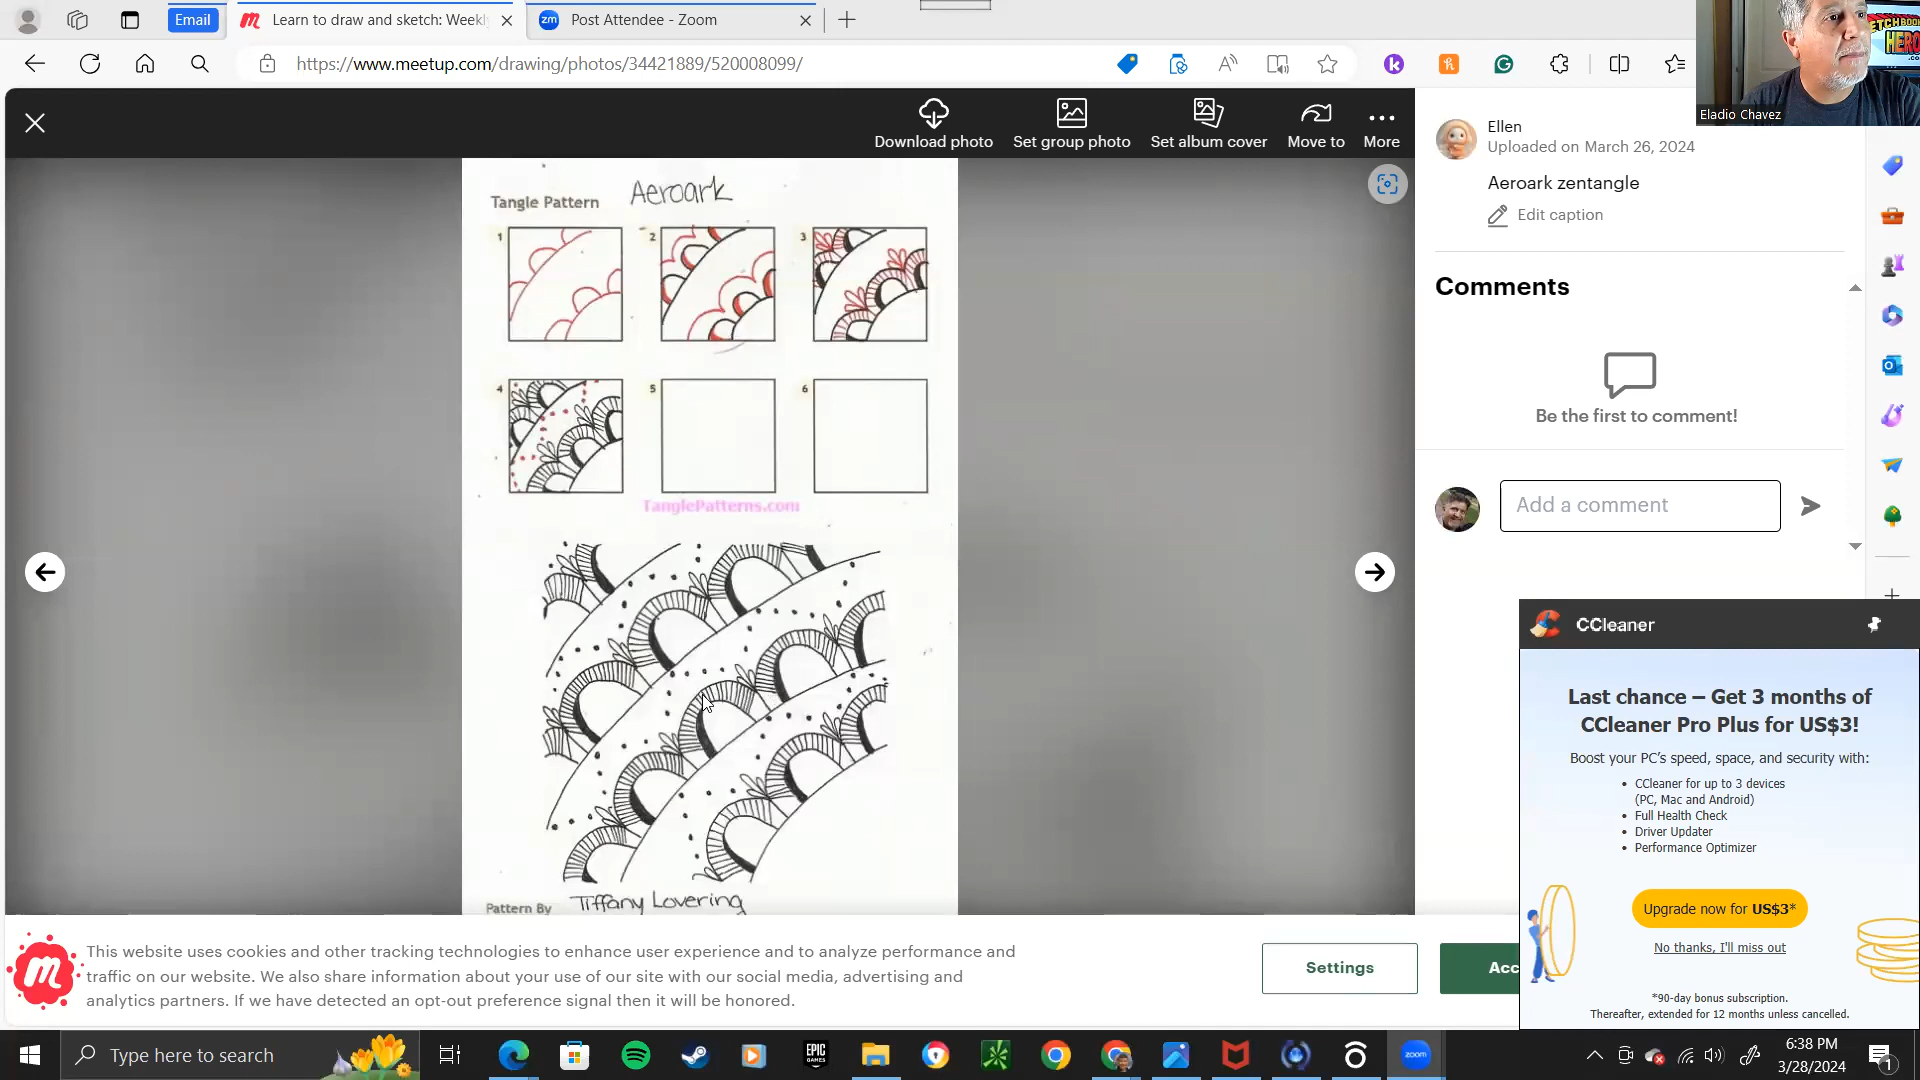 Email
Learn to draw and sketch: Weekl
Post Attendee - Zoom
https://www.meetup.com/drawing/photos/34421889/520008099/
ETCHBOOK
HERO
.co
Eladio Chavez
Download photo
Set group photo
Set album cover
Move to
More
Ellen
Uploaded on March 26, 2024
Aeroark zentangle
Edit caption
Comments
Be the first to comment!
Add a comment
Tangle Pattern Aeroark
1
2
3
4
5
6
TanglePatterns.com
Pattern By Tiffany Lovering
CCleaner
Last chance – Get 3 months of
CCleaner Pro Plus for US$3!
Boost your PC's speed, space, and security with:
• CCleaner for up to 3 devices
(PC, Mac and Android)
• Full Health Check
• Driver Updater
• Performance Optimizer
Upgrade now for US$3*
No thanks, I'll miss out
*90-day bonus subscription.
Thereafter, extended for 12 months unless cancelled.
This website uses cookies and other tracking technologies to enhance user experience and to analyze performance and
traffic on our website. We also share information about your use of our site with our social media, advertising and
analytics partners. If we have detected an opt-out preference signal then it will be honored.
Settings
Acc
Type here to search
EPIC
GAMES
zoom
6:38 PM
3/28/2024
1